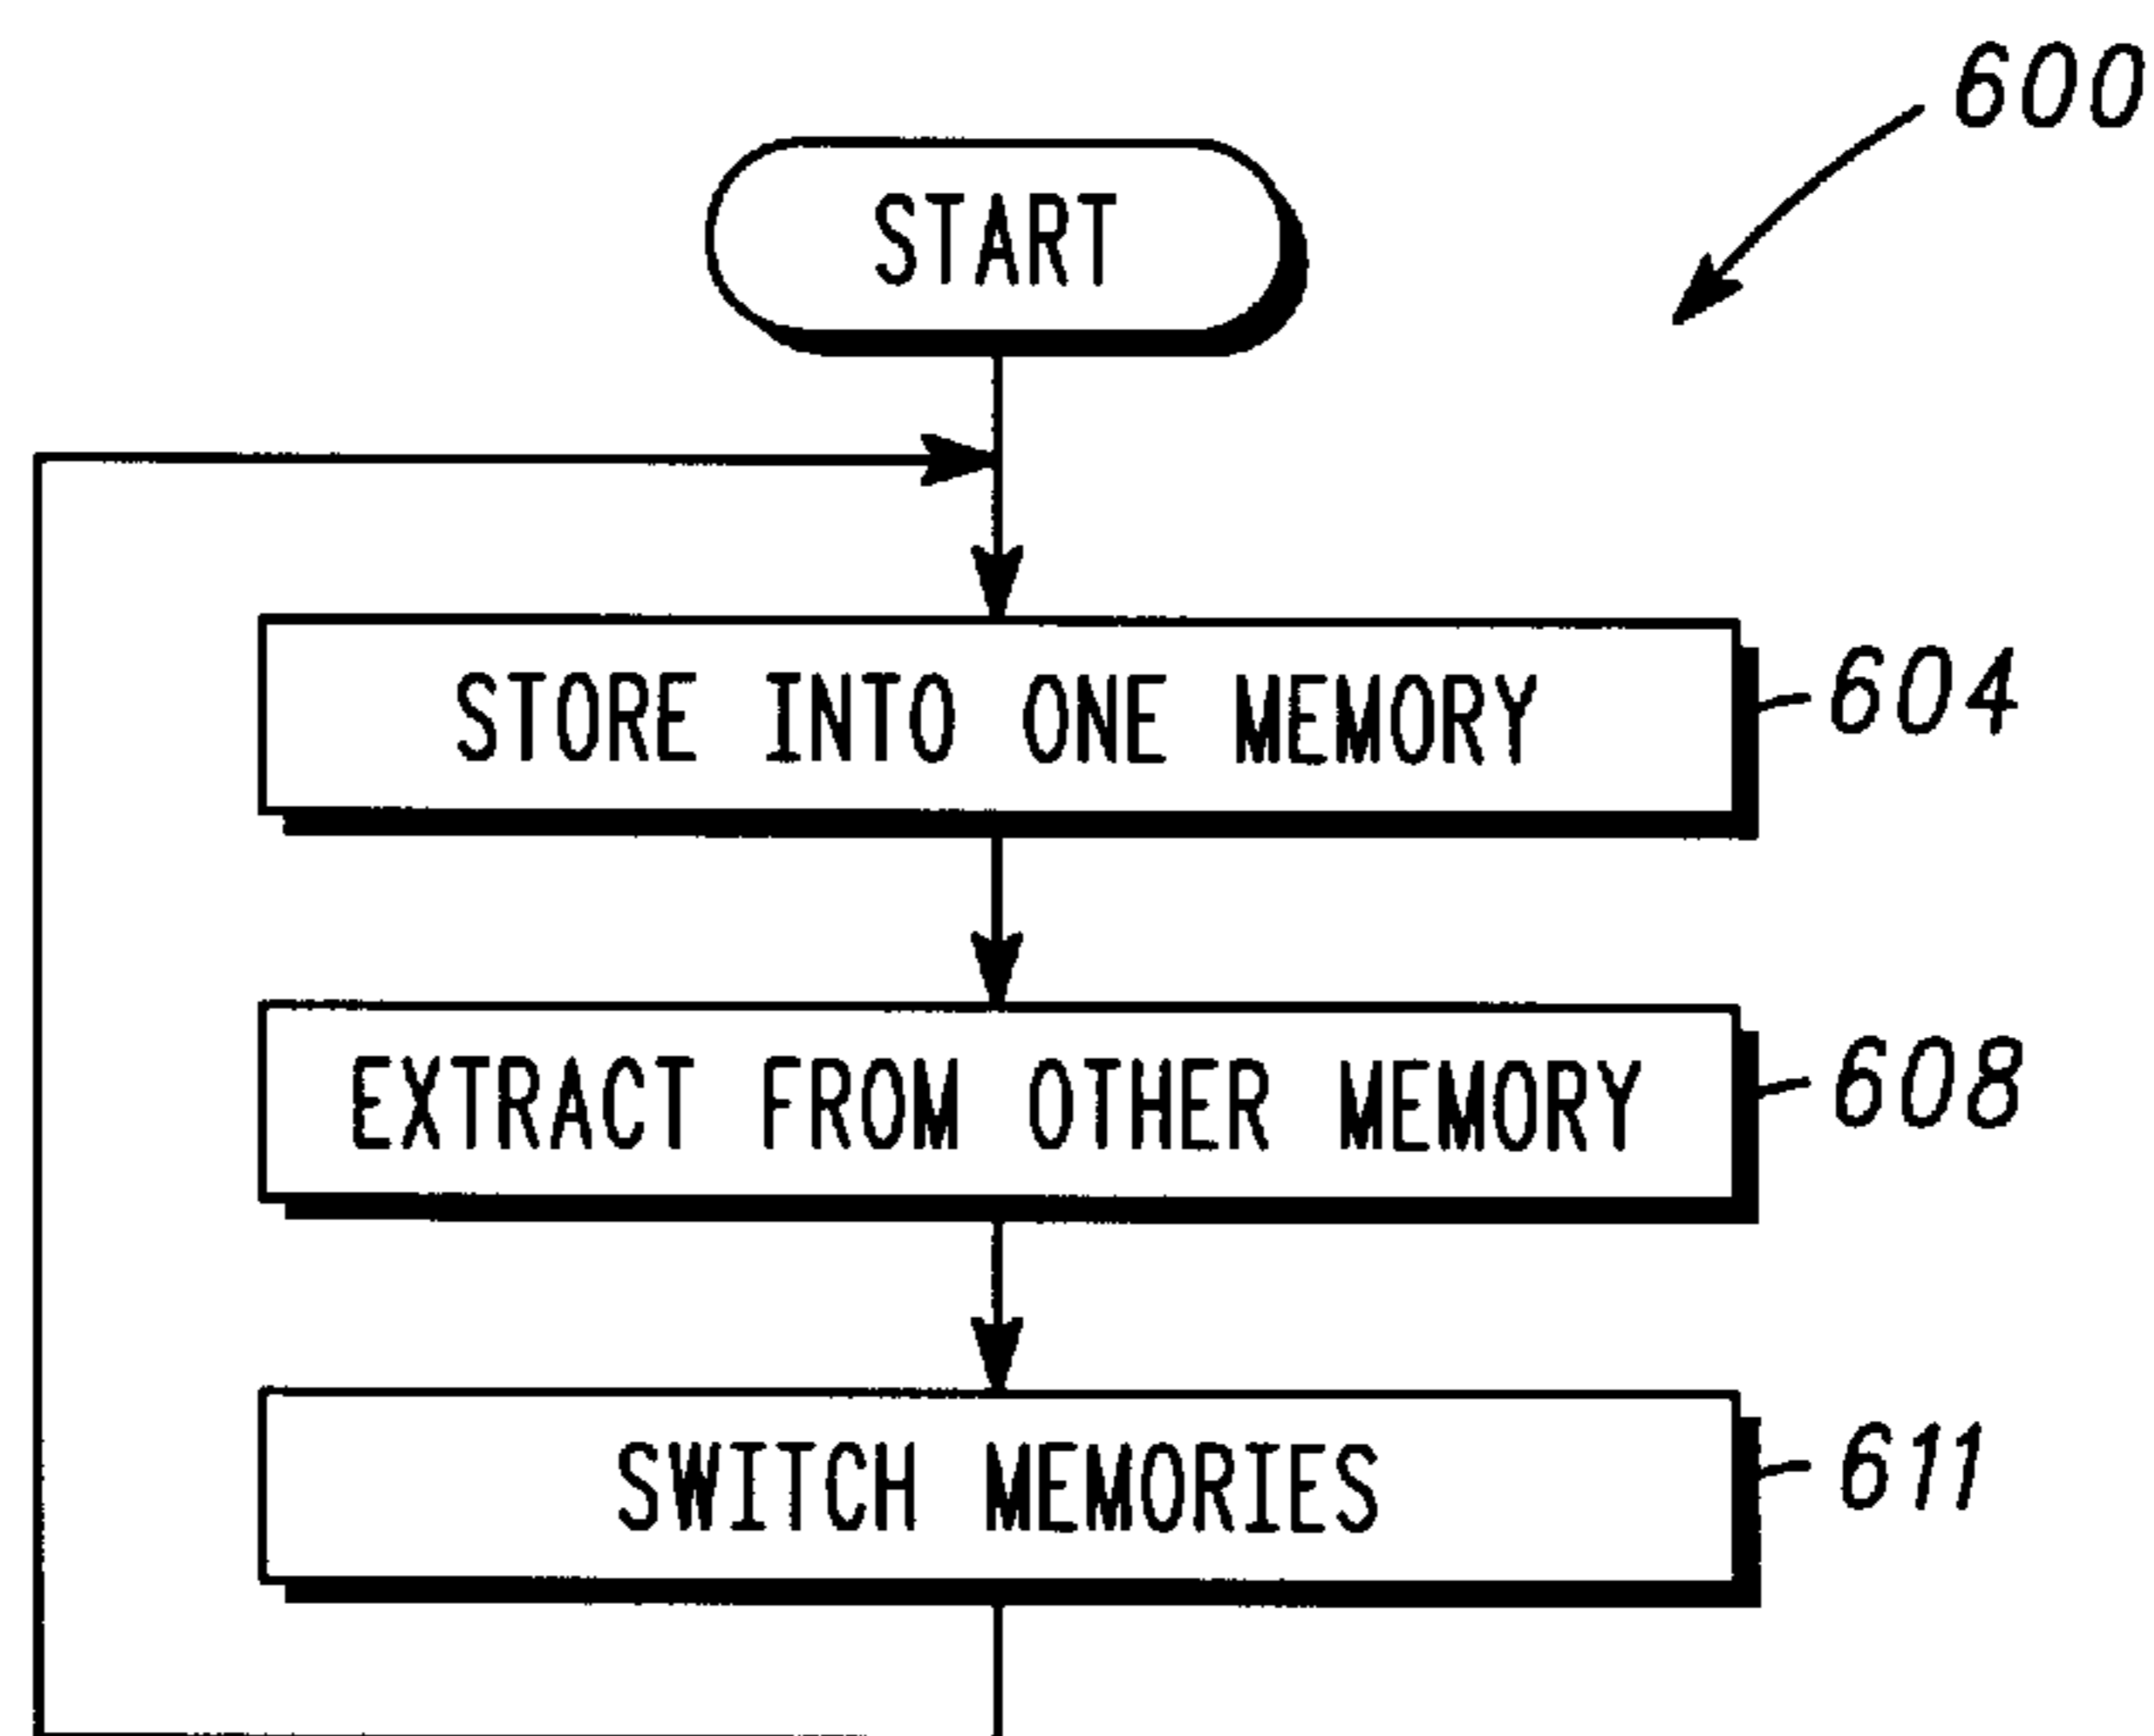 600
START
STORE INTO ONE MEMORY
604
EXTRACT FROM OTHER MEMORY
608
SWITCH MEMORIES
611